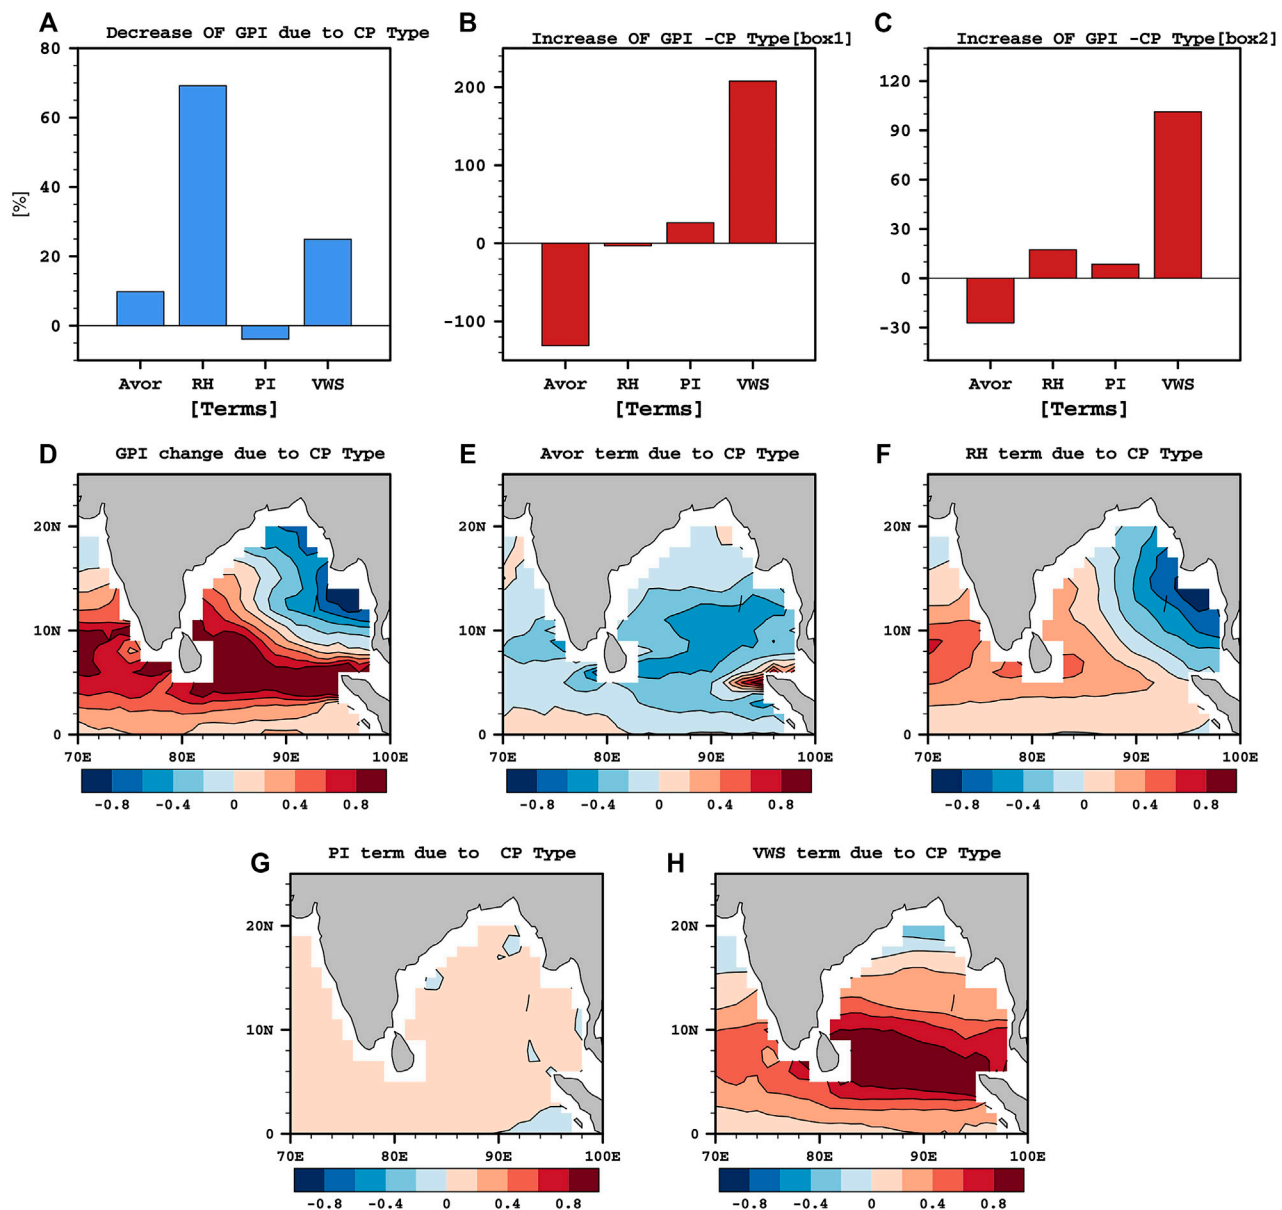 A
Decrease OF GPI due to CP Type
80
60
40
20
0
[%]
Avor RH PI VWS
[Terms]
B
Increase OF GPI -CP Type[box1]
200
100
0
-100
Avor RH PI VWS
[Terms]
C
Increase OF GPI -CP Type[box2]
120
90
60
30
0
-30
Avor RH PI VWS
[Terms]
D
GPI change due to CP Type
20N
10N
0
70E 80E 90E 100E
-0.8 -0.4 0 0.4 0.8
E
Avor term due to CP Type
20N
10N
0
70E 80E 90E 100E
-0.8 -0.4 0 0.4 0.8
F
RH term due to CP Type
20N
10N
0
70E 80E 90E 100E
-0.8 -0.4 0 0.4 0.8
G
PI term due to  CP Type
20N
10N
0
70E 80E 90E 100E
-0.8 -0.4 0 0.4 0.8
H
VWS term due to CP Type
20N
10N
0
70E 80E 90E 100E
-0.8 -0.4 0 0.4 0.8